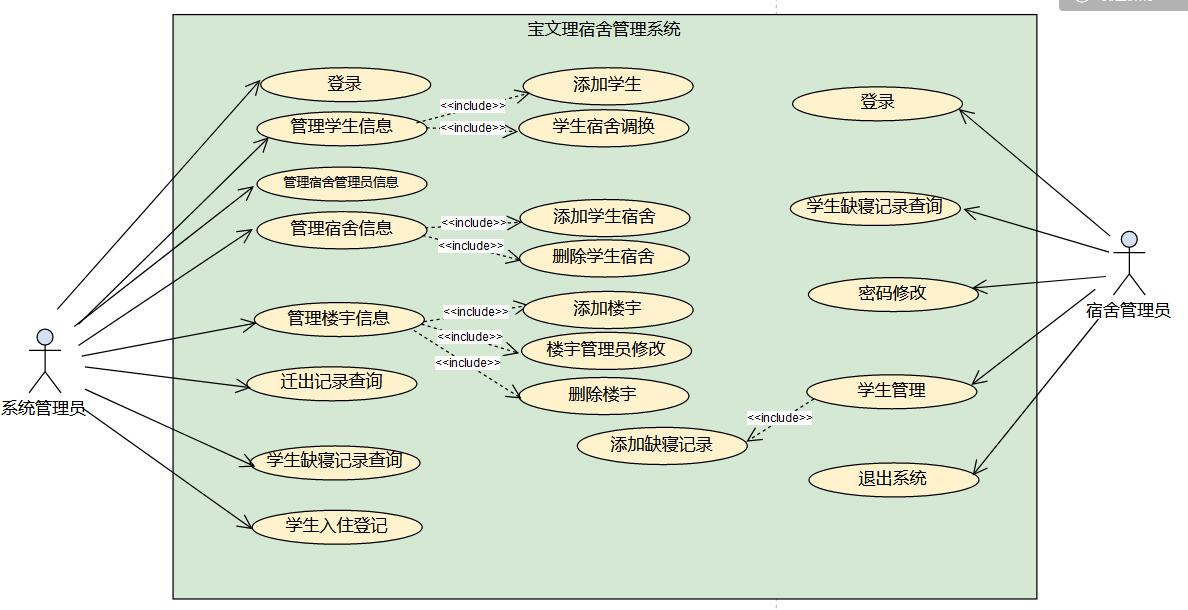 宝文理宿舍管理系统
登录
添加学生
<<include>>
管理学生信息
<<include>>
学生宿舍调换
登录
管理宿舍管理员信息
添加学生宿舍
<<include>>
管理宿舍信息
<<include>>
删除学生宿舍
学生缺寝记录查询
密码修改
宿舍管理员
添加楼宇
<<include>>
管理楼宇信息
<<include>>
楼宇管理员修改
<<include>>
删除楼宇
迁出记录查询
系统管理员
学生管理
<<include>>
添加缺寝记录
学生缺寝记录查询
退出系统
学生入住登记